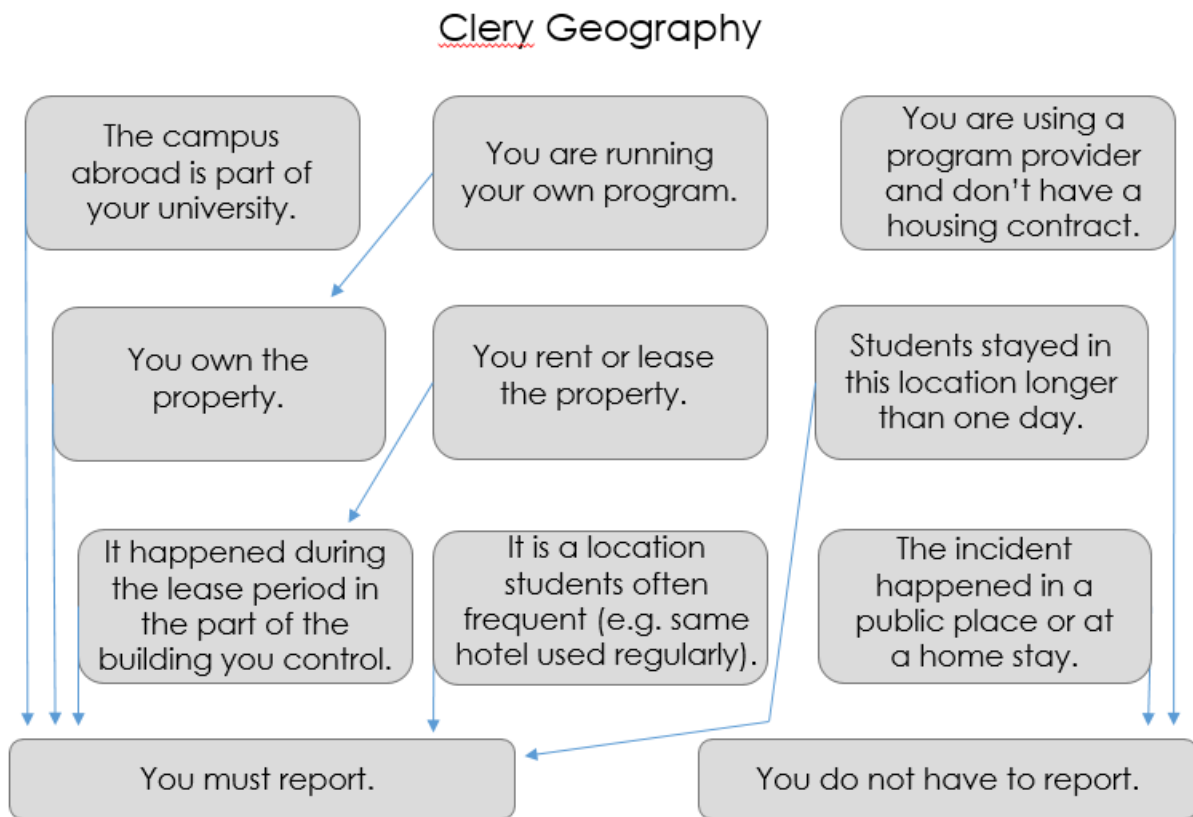 Clery Geography
The campus
abroad is part of
your university.
You are running
your own program.
You are using a
program provider
and don’t have a
housing contract.
You own the
property.
You rent or lease
the property.
Students stayed in
this location longer
than one day.
It happened during
the lease period in
the part of the
building you control.
It is a location
students often
frequent (e.g. same
hotel used regularly).
The incident
happened in a
public place or at
a home stay.
You must report.
You do not have to report.